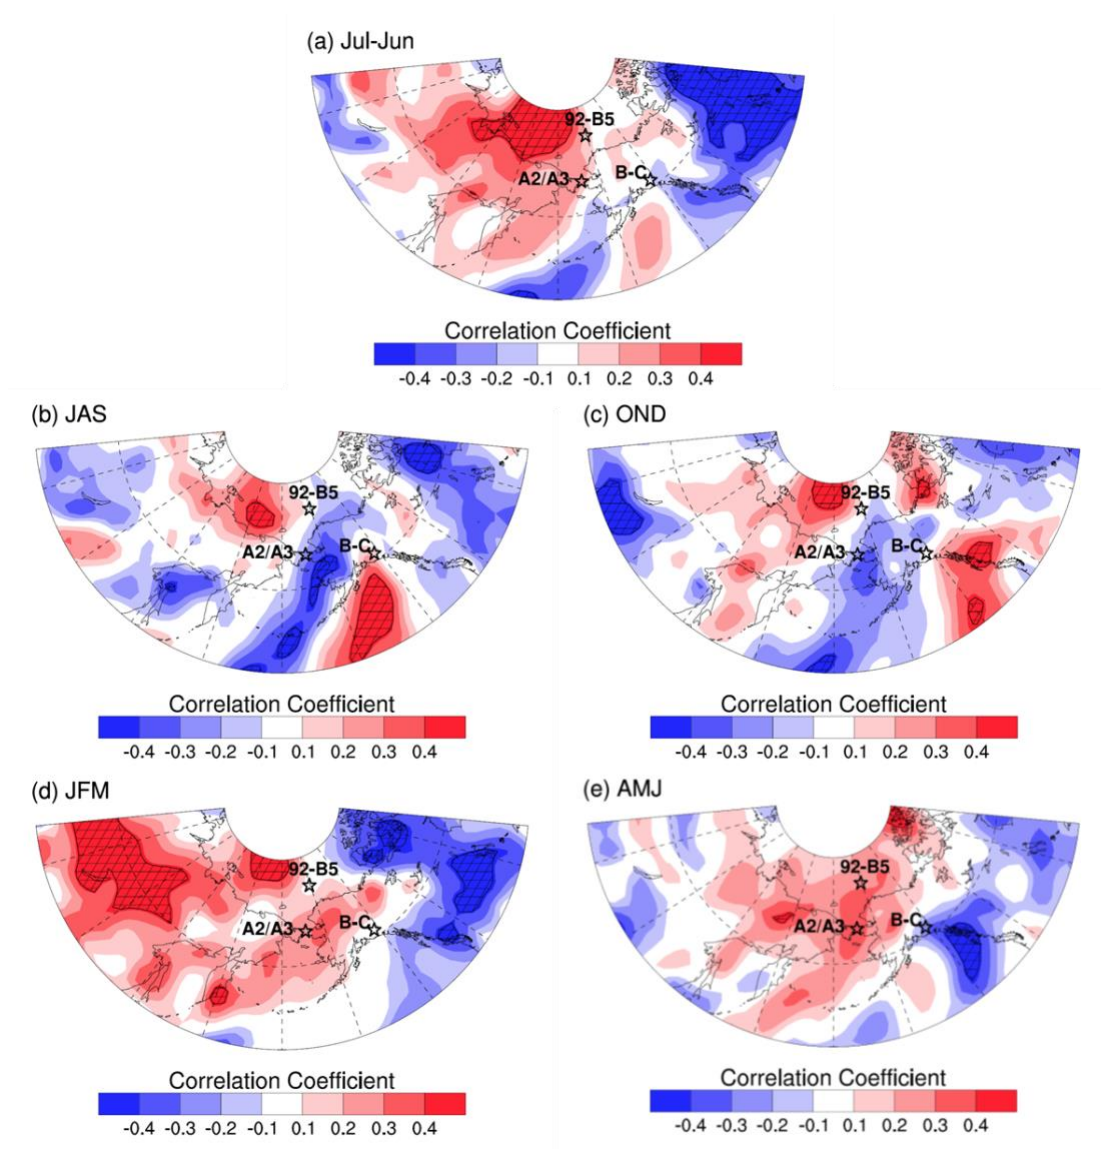 (a) Jul-Jun
92-B5
A2/A3
B-C
Correlation Coefficient
-0.4 -0.3 -0.2 -0.1 0.1 0.2 0.3 0.4
(b) JAS
92-B5
A2/A3
B-C
Correlation Coefficient
-0.4 -0.3 -0.2 -0.1 0.1 0.2 0.3 0.4
(c) OND
92-B5
A2/A3
B-C
Correlation Coefficient
-0.4 -0.3 -0.2 -0.1 0.1 0.2 0.3 0.4
(d) JFM
92-B5
A2/A3
B-C
Correlation Coefficient
-0.4 -0.3 -0.2 -0.1 0.1 0.2 0.3 0.4
(e) AMJ
92-B5
A2/A3
B-C
Correlation Coefficient
-0.4 -0.3 -0.2 -0.1 0.1 0.2 0.3 0.4